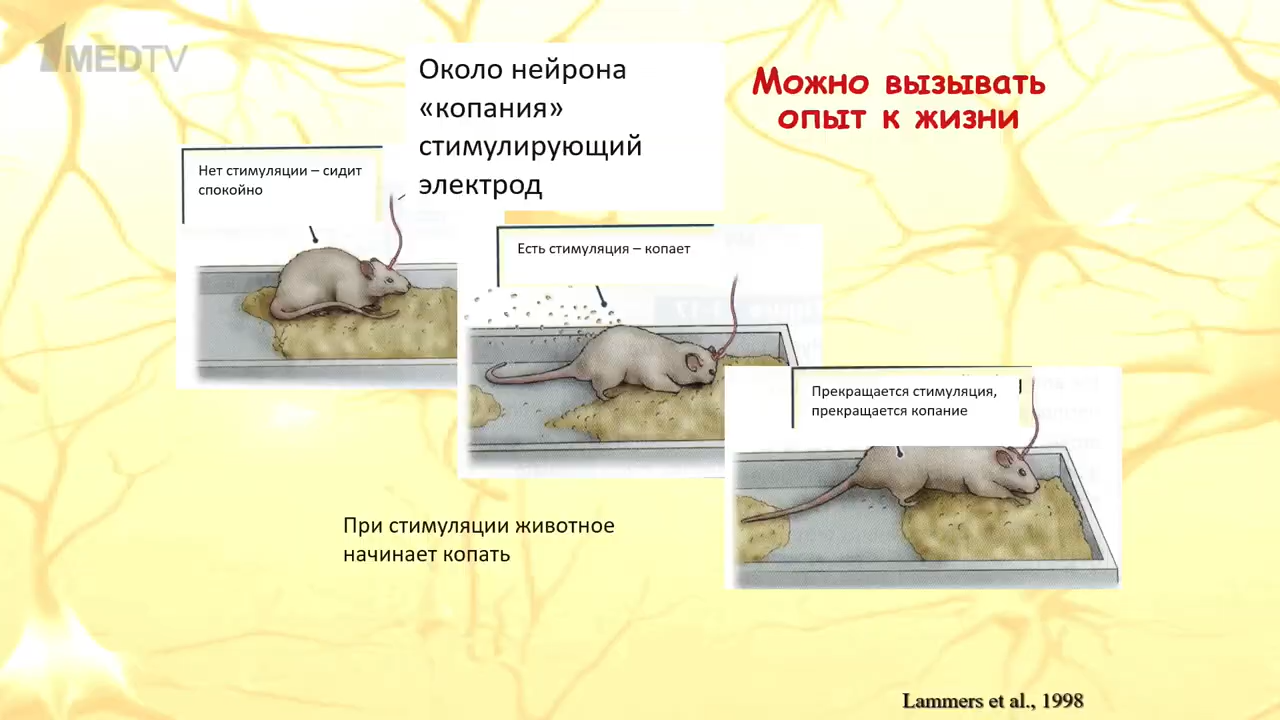 1MEDTV
Около нейрона
«копания»
стимулирующий
электрод
Можно вызывать
опыт к жизни
Нет стимуляции – сидит
спокойно
Есть стимуляция – копает
Прекращается стимуляция,
прекращается копание
При стимуляции животное
начинает копать
Lammers et al., 1998